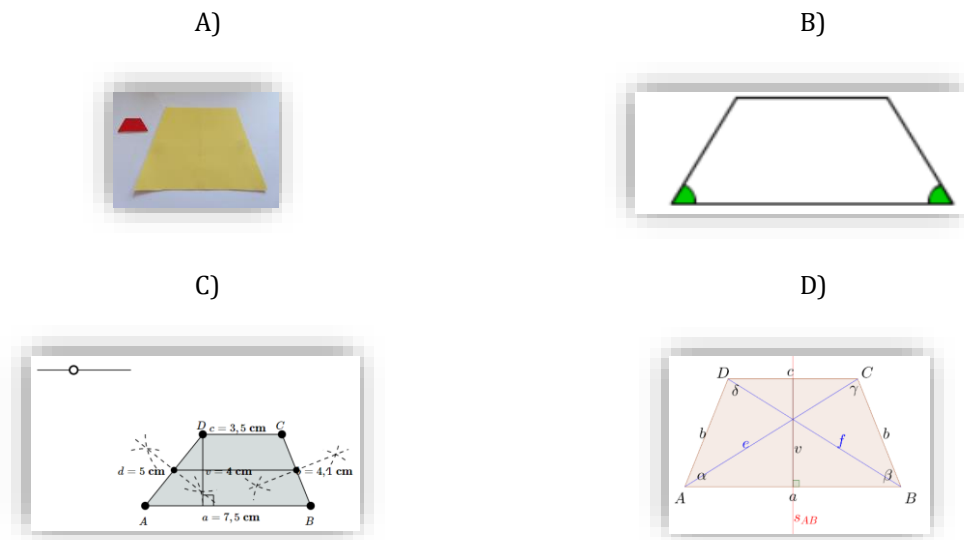 A) B)
C) D)
D c = 3,5 cm C
d = 5 cm v = 4 cm = 4,1 cm
a = 7,5 cm
A B
D c C
δ γ
b e f b
v
α β
A a B
s_AB